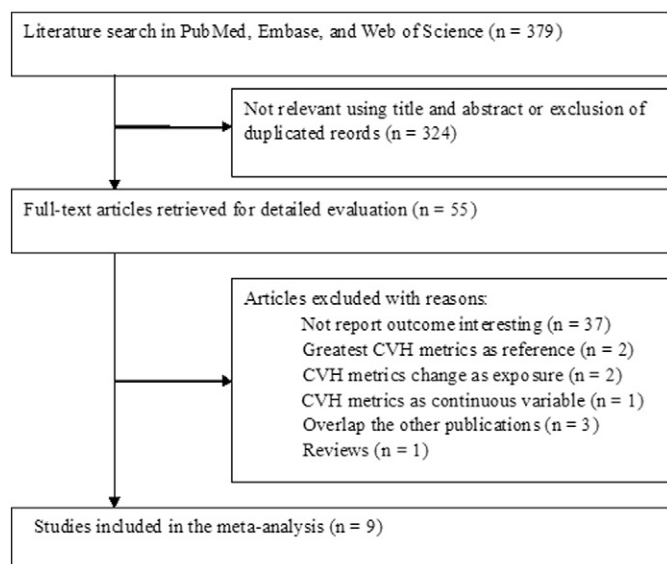 Literature search in PubMed, Embase, and Web of Science (n = 379)
Not relevant using title and abstract or exclusion of
duplicated reords (n = 324)
Full-text articles retrieved for detailed evaluation (n = 55)
Articles excluded with reasons:
Not report outcome interesting (n = 37)
Greatest CVH metrics as reference (n = 2)
CVH metrics change as exposure (n = 2)
CVH metrics as continuous variable (n = 1)
Overlap the other publications (n = 3)
Reviews (n = 1)
Studies included in the meta-analysis (n = 9)